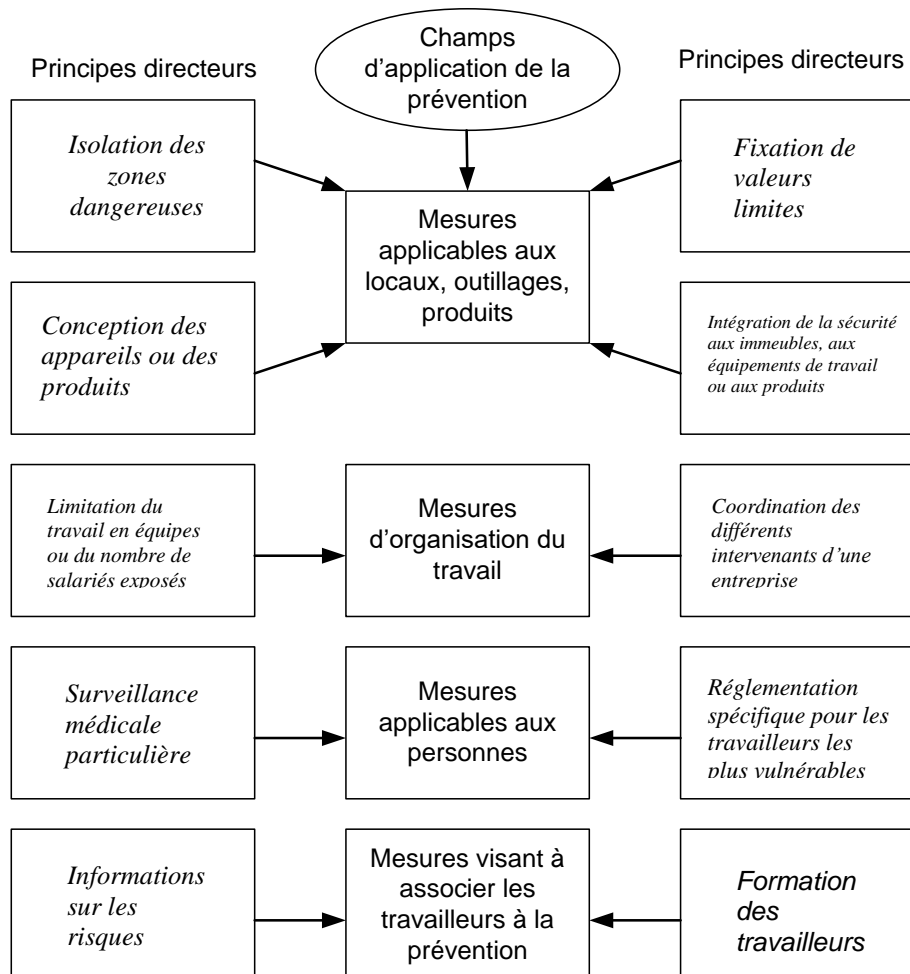 Champs
d’application de la
prévention
Principes directeurs
Principes directeurs
Isolation des
zones
dangereuses
Mesures
applicables aux
locaux, outillages,
produits
Fixation de
valeurs
limites
Conception des
appareils ou des
produits
Intégration de la sécurité
aux immeubles, aux
équipements de travail
ou aux produits
Limitation du
travail en équipes
ou du nombre de
salariés exposés
Mesures
d’organisation du
travail
Coordination des
différents
intervenants d’une
entreprise
Surveillance
médicale
particulière
Mesures
applicables aux
personnes
Réglementation
spécifique pour les
travailleurs les
plus vulnérables
Informations
sur les
risques
Mesures visant à
associer les
travailleurs à la
prévention
Formation
des
travailleurs